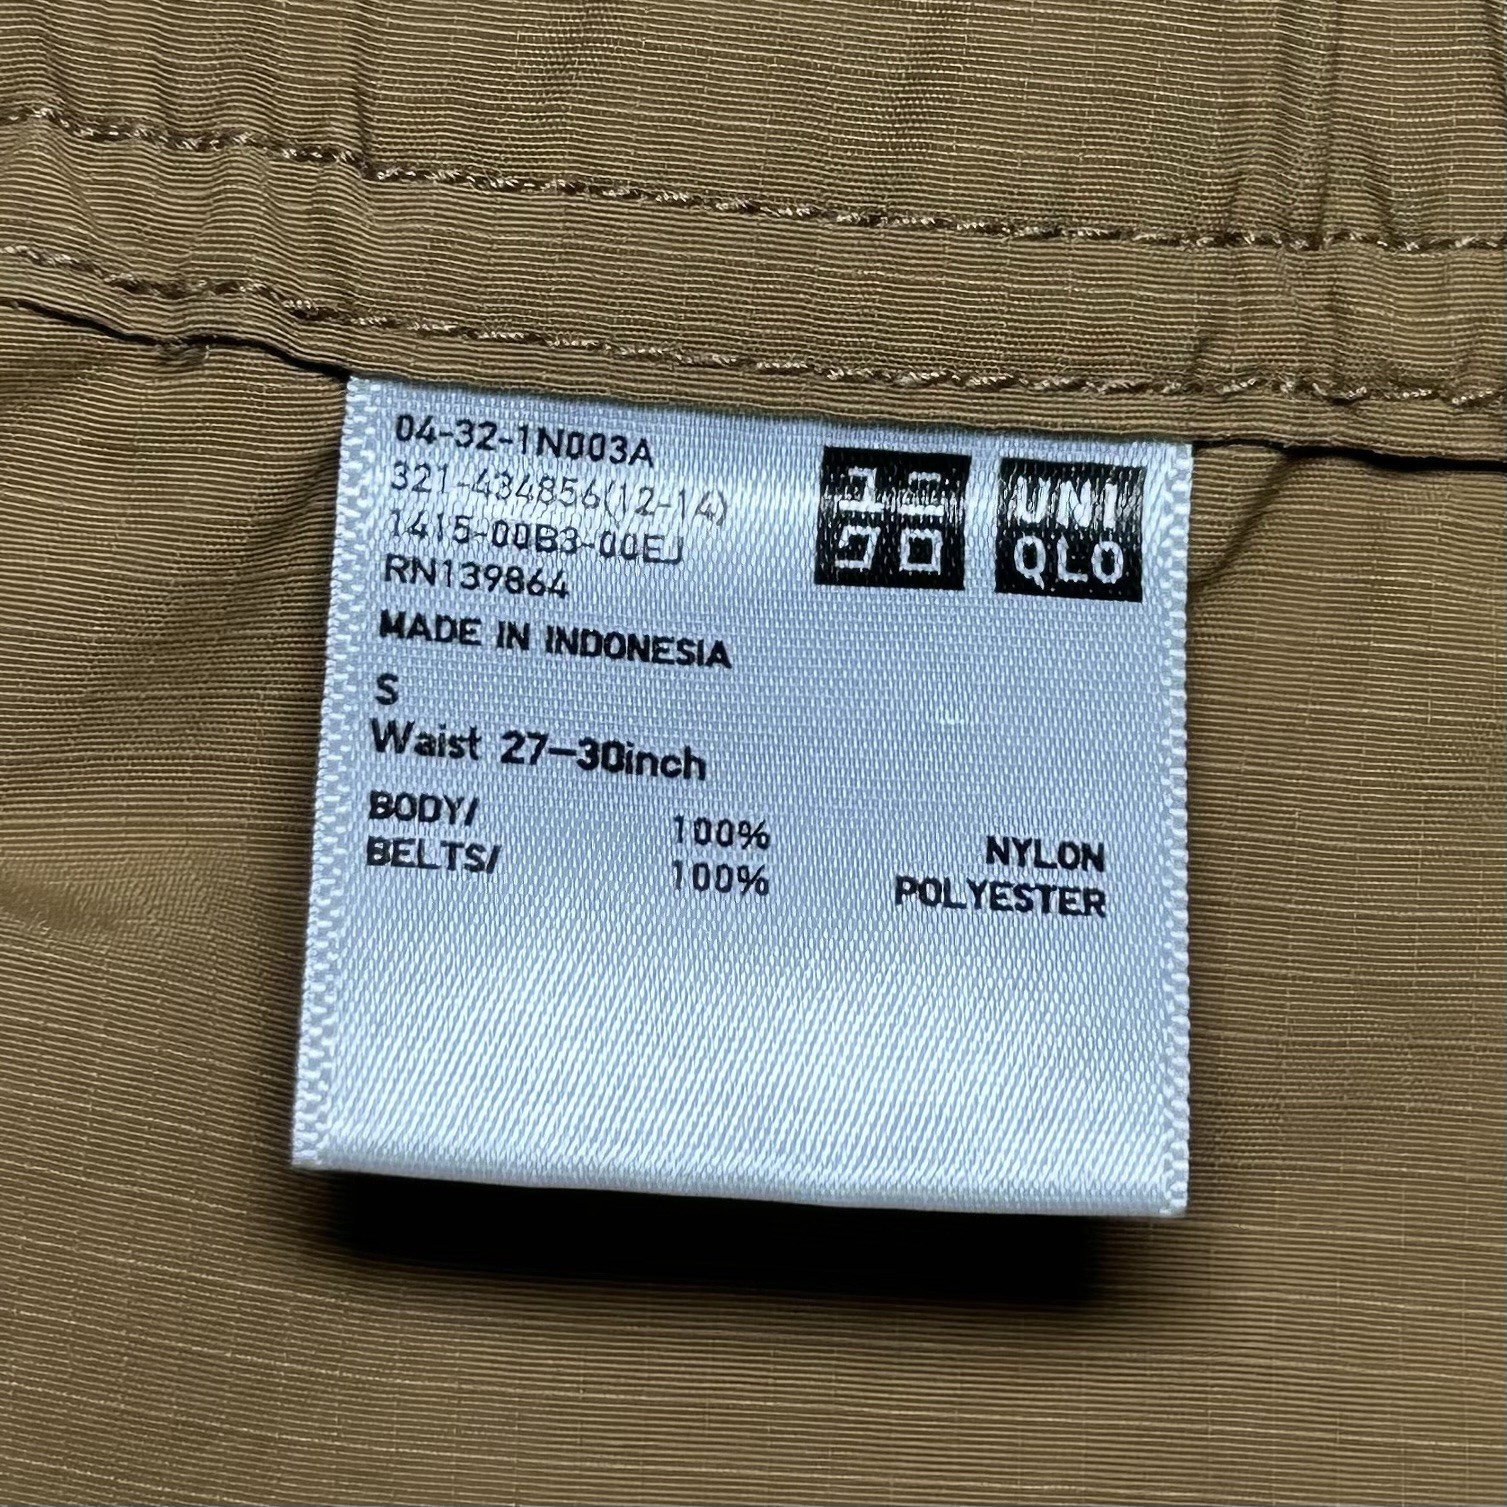 04-32-1N003A
321-434856(12-14)
1415-00B3-00EJ
RN139864
ユニ
クロ
UNI
QLO
MADE IN INDONESIA
S
Waist 27–30inch
BODY/ 100% NYLON
BELTS/ 100% POLYESTER